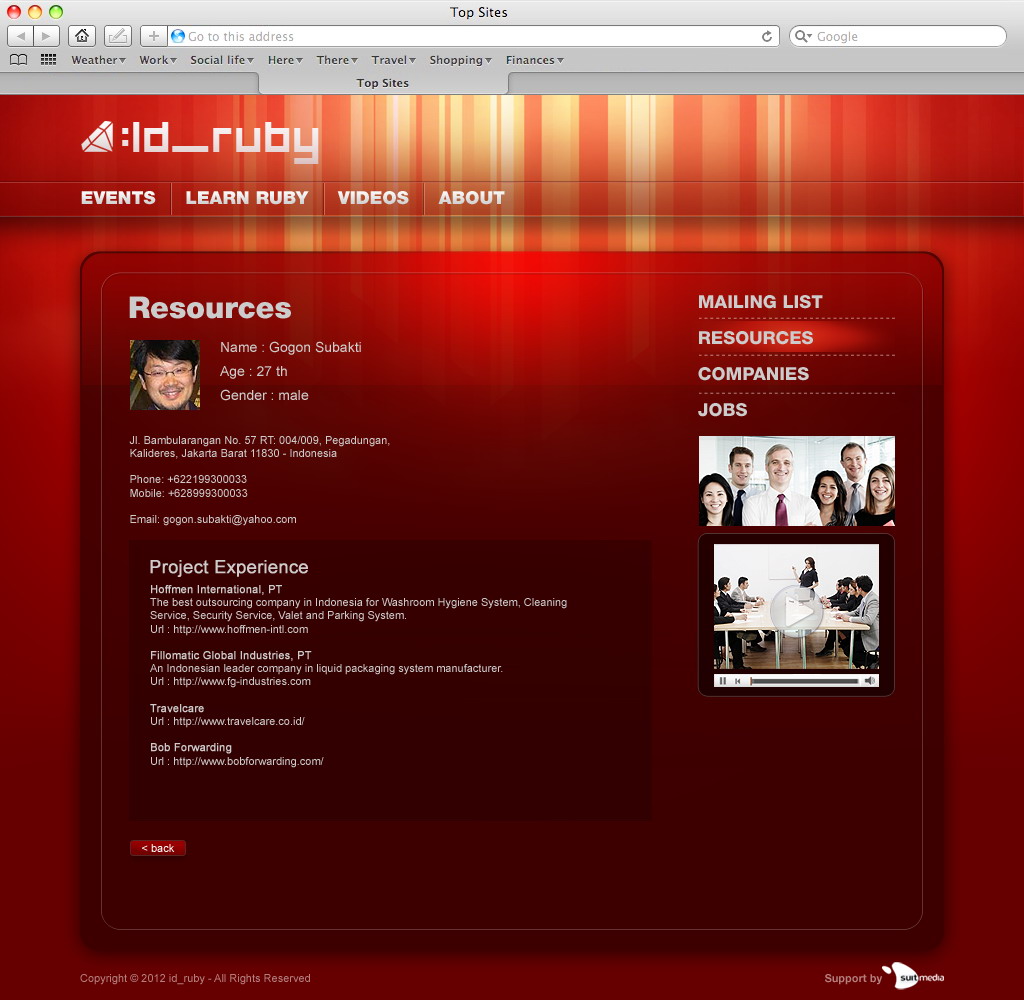 Top Sites
Go to this address
Google
Weather Work Social life Here There Travel Shopping Finances
Top Sites
:Id_ruby
EVENTS LEARN RUBY VIDEOS ABOUT
Resources
Name : Gogon Subakti
Age : 27 th
Gender : male
Jl. Bambularangan No. 57 RT: 004/009, Pegadungan,
Kalideres, Jakarta Barat 11830 - Indonesia
Phone: +622199300033
Mobile: +628999300033
Email: gogon.subakti@yahoo.com
Project Experience
Hoffmen International, PT
The best outsourcing company in Indonesia for Washroom Hygiene System, Cleaning
Service, Security Service, Valet and Parking System.
Url : http://www.hoffmen-intl.com
Fillomatic Global Industries, PT
An Indonesian leader company in liquid packaging system manufacturer.
Url : http://www.fg-industries.com
Travelcare
Url : http://www.travelcare.co.id/
Bob Forwarding
Url : http://www.bobforwarding.com/
< back
MAILING LIST
RESOURCES
COMPANIES
JOBS
Copyright © 2012 id_ruby - All Rights Reserved
Support by suitmedia